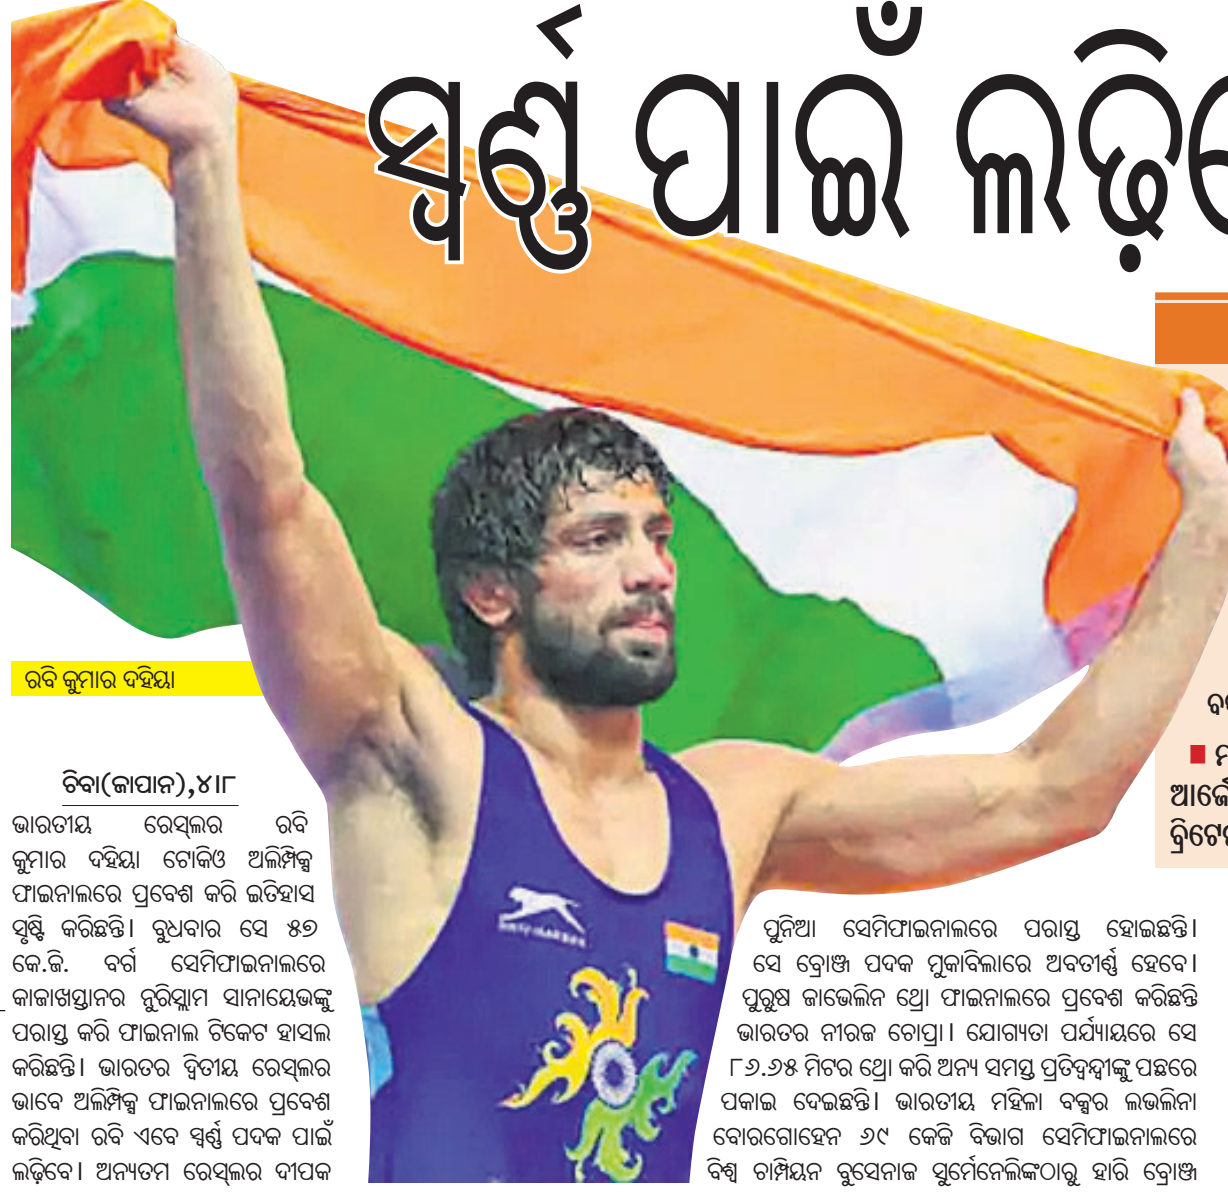 ସ୍ୱର୍ଣ୍ଣ ପାଇଁ
ରବି କୁମାର ଦହିୟା
ଚିବା(ଜାପାନ),୪।୮
ଭାରତୀୟ ରେସ୍‌ଲର ରବି
କୁମାର ଦହିୟା ଟୋକିଓ ଅଲିମ୍ପିକ୍ସ
ଫାଇନାଲରେ ପ୍ରବେଶ କରି ଇତିହାସ
ସୃଷ୍ଟି କରିଛନ୍ତି। ବୁଧବାର ସେ ୫୭
କେ.ଜି. ବର୍ଗ ସେମିଫାଇନାଲରେ
କାଜାଖସ୍ତାନର ନୁରିସ୍ଲାମ ସାନାୟେଭଙ୍କୁ
ପରାସ୍ତ କରି ଫାଇନାଲ ଟିକେଟ ହାସଲ
କରିଛନ୍ତି। ଭାରତର ଦ୍ୱିତୀୟ ରେସ୍‌ଲର
ଭାବେ ଅଲିମ୍ପିକ୍ସ ଫାଇନାଲରେ ପ୍ରବେଶ
କରିଥିବା ରବି ଏବେ ସ୍ୱର୍ଣ୍ଣ ପଦକ ପାଇଁ
ଲଢ଼ିବେ। ଅନ୍ୟତମ ରେସ୍‌ଲର ଦୀପକ
ପୁନିଆ ସେମିଫାଇନାଲରେ ପରାସ୍ତ ହୋଇଛନ୍ତି।
ସେ ବ୍ରୋଞ୍ଜ ପଦକ ମୁକାବିଲାରେ ଅବତୀର୍ଣ୍ଣ ହେବେ।
ପୁରୁଷ ଜାଭେଲିନ ଥ୍ରୋ ଫାଇନାଲରେ ପ୍ରବେଶ କରିଛନ୍ତି
ଭାରତର ନୀରଜ ଚୋପ୍ରା। ଯୋଗ୍ୟତା ପର୍ଯ୍ୟାୟରେ ସେ
୮୬.୬୫ ମିଟର ଥ୍ରୋ କରି ଅନ୍ୟ ସମସ୍ତ ପ୍ରତିଦ୍ୱନ୍ଦ୍ୱୀଙ୍କୁ ପଛରେ
ପକାଇ ଦେଇଛନ୍ତି। ଭାରତୀୟ ମହିଳା ବକ୍ସର ଲଭଲିନା
ବୋରଗୋହେନ ୬୯ କେଜି ବିଭାଗ ସେମିଫାଇନାଲରେ
ବିଶ୍ୱ ଚାମ୍ପିୟନ ବୁସେନାଜ ସୁର୍ମେନେଲିଙ୍କଠାରୁ ହାରି ବ୍ରୋଞ୍ଜ